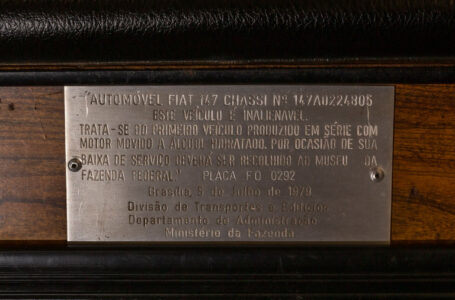 "AUTOMÓVEL FIAT 147 CHASSI Nº 147A0224805
ESTE VEÍCULO É INALIENÁVEL.
TRATA-SE DO PRIMEIRO VEÍCULO PRODUZIDO EM SÉRIE COM
MOTOR MOVIDO A ÁLCOOL HIDRATADO. POR OCASIÃO DE SUA
BAIXA DE SERVIÇO DEVERÁ SER RECOLHIDO AO MUSEU DA
FAZENDA FEDERAL" PLACA FO 0292
Brasília, 5 de Julho de 1979
Divisão de Transportes e Edifícios
Departamento de Administração
Ministério da Fazenda